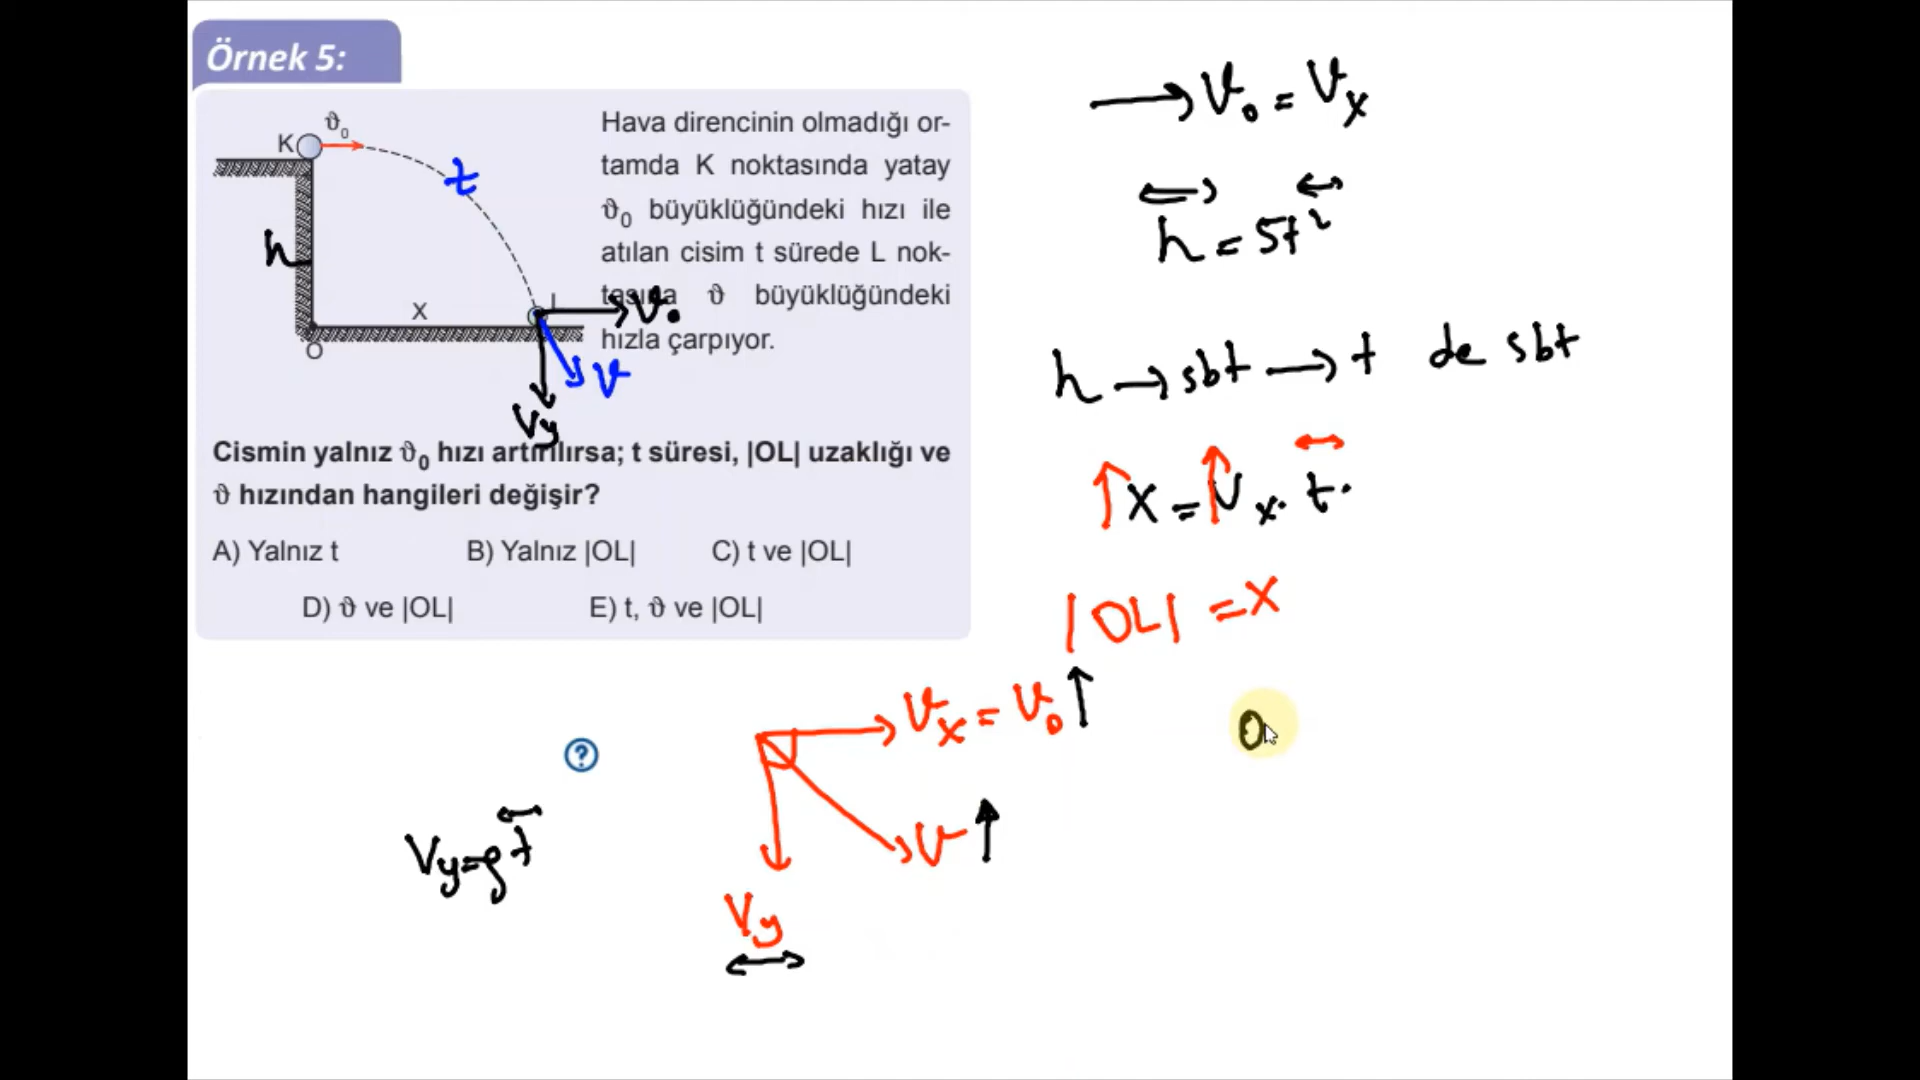 Örnek 5:
K
ϑ0
t
h
X
O
L
V0
V
Vy
Hava direncinin olmadığı or-
tamda K noktasında yatay
ϑ0 büyüklüğündeki hızı ile
atılan cisim t sürede L nok-
tasına ϑ büyüklüğündeki
hızla çarpıyor.
Cismin yalnız ϑ0 hızı artırılırsa; t süresi, |OL| uzaklığı ve
ϑ hızından hangileri değişir?
A) Yalnız t B) Yalnız |OL| C) t ve |OL|
D) ϑ ve |OL| E) t, ϑ ve |OL|
→ V0 = Vx
h = 5t²
h → sbt → t de sbt
↑X = ↑Vx. t.
|OL| = X
Vx = V0 ↑
V ↑
Vy
Vy=gt
?
0